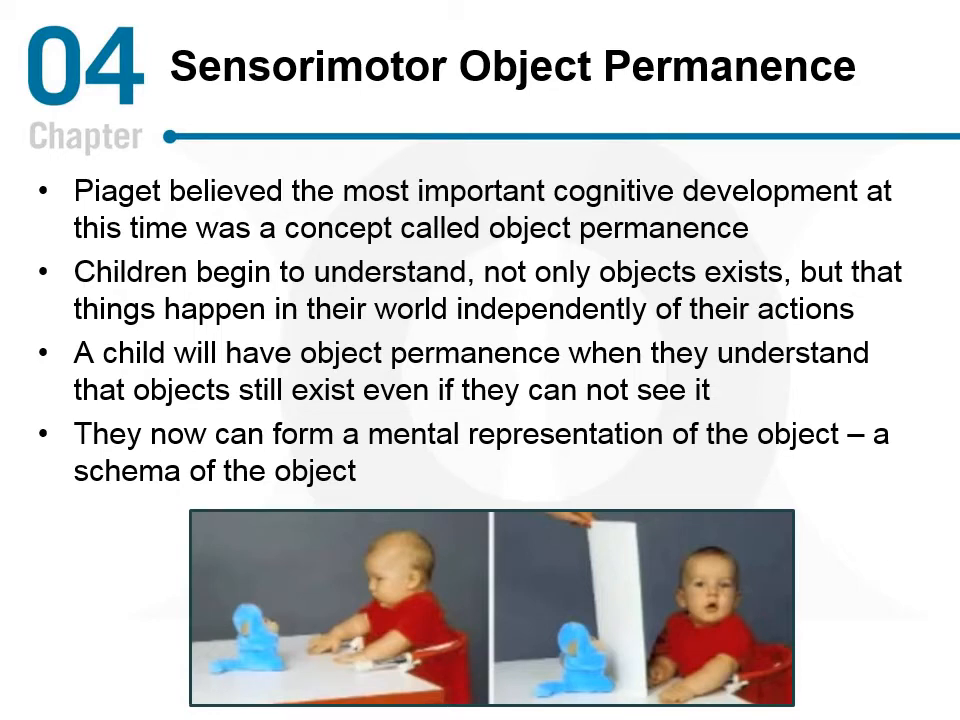 04
Chapter
Sensorimotor Object Permanence
• Piaget believed the most important cognitive development at
this time was a concept called object permanence
• Children begin to understand, not only objects exists, but that
things happen in their world independently of their actions
• A child will have object permanence when they understand
that objects still exist even if they can not see it
• They now can form a mental representation of the object – a
schema of the object